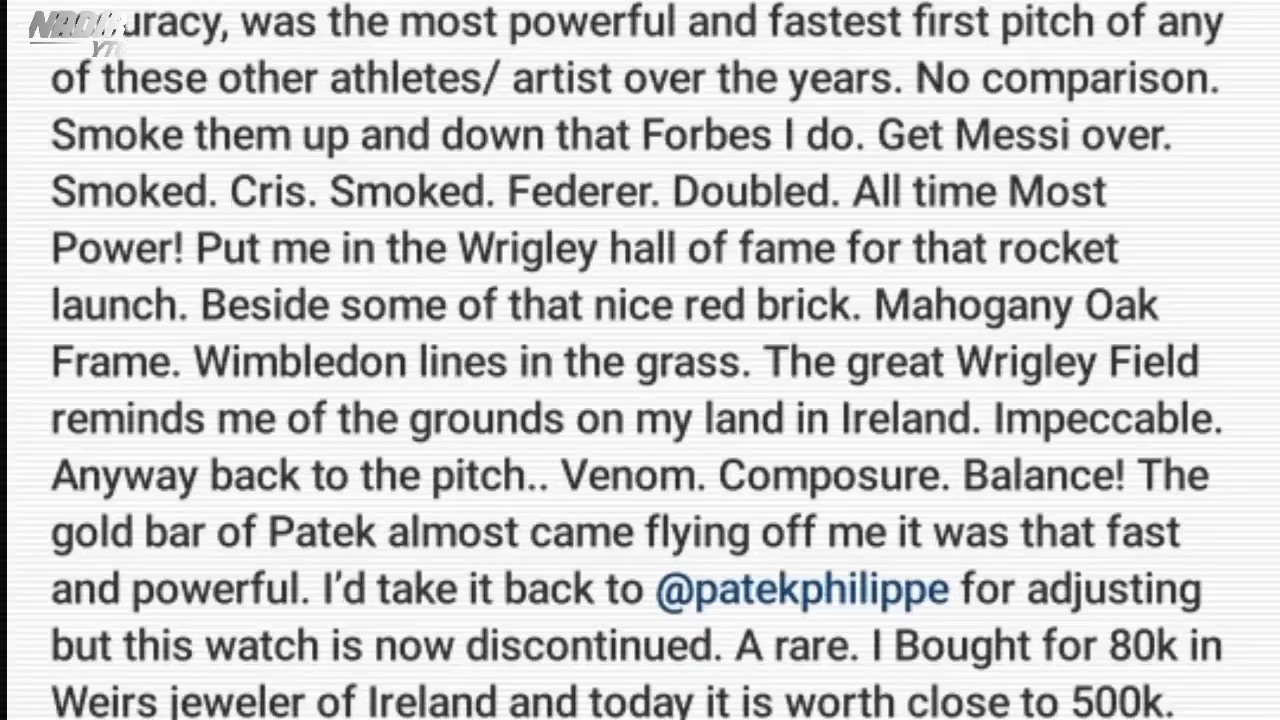 uracy, was the most powerful and fastest first pitch of any
of these other athletes/ artist over the years. No comparison.
Smoke them up and down that Forbes I do. Get Messi over.
Smoked. Cris. Smoked. Federer. Doubled. All time Most
Power! Put me in the Wrigley hall of fame for that rocket
launch. Beside some of that nice red brick. Mahogany Oak
Frame. Wimbledon lines in the grass. The great Wrigley Field
reminds me of the grounds on my land in Ireland. Impeccable.
Anyway back to the pitch.. Venom. Composure. Balance! The
gold bar of Patek almost came flying off me it was that fast
and powerful. I'd take it back to @patekphilippe for adjusting
but this watch is now discontinued. A rare. I Bought for 80k in
Weirs jeweler of Ireland and today it is worth close to 500k.